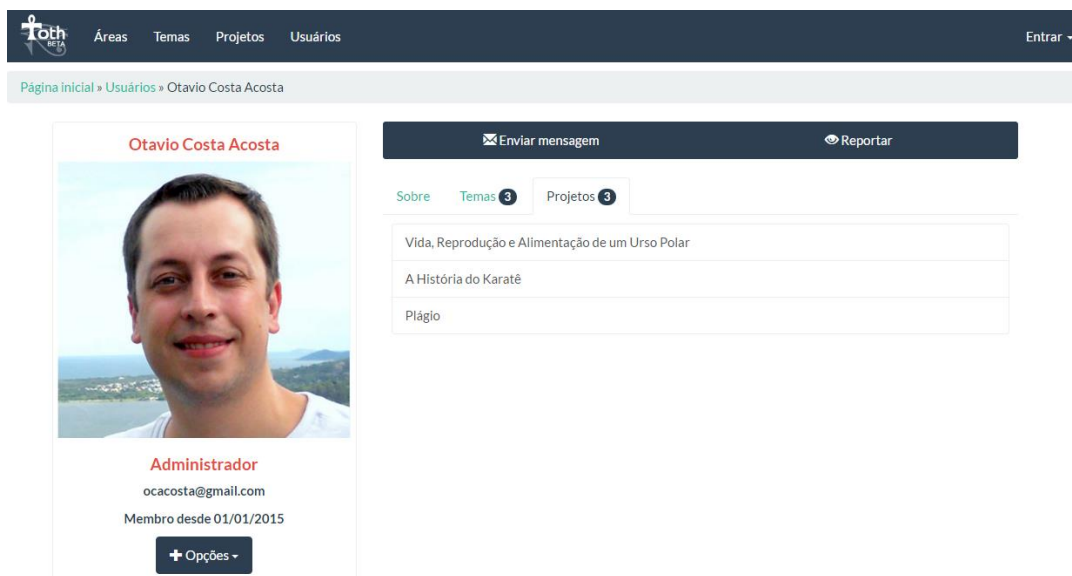 Toth
BETA
Áreas Temas Projetos Usuários Entrar
Página inicial » Usuários » Otavio Costa Acosta
Otavio Costa Acosta
Administrador
ocacosta@gmail.com
Membro desde 01/01/2015
Opções
Enviar mensagem Reportar
Sobre Temas 3 Projetos 3
Vida, Reprodução e Alimentação de um Urso Polar
A História do Karatê
Plágio